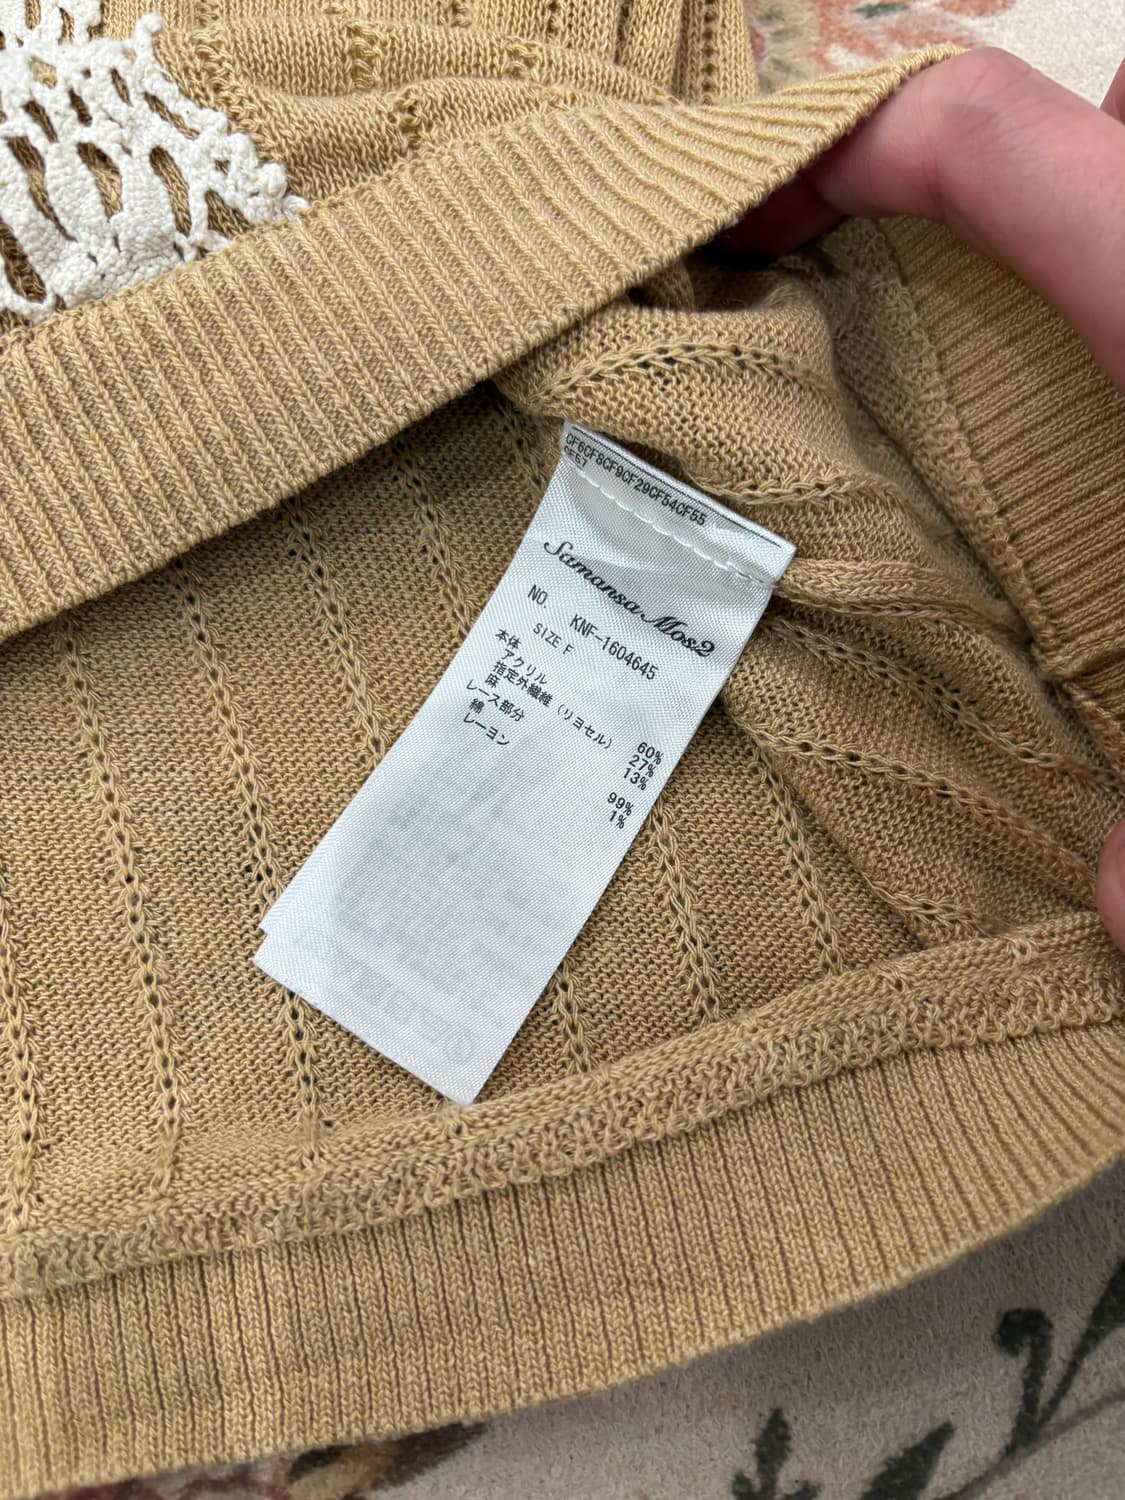 CF6CF8CF9CF29CF54CF55
CF57
Samansa Mos2
NO. KNF-1604645
SIZE F
本体
アクリル 60%
指定外繊維(リヨセル) 27%
麻 13%
レース部分
綿 99%
レーヨン 1%